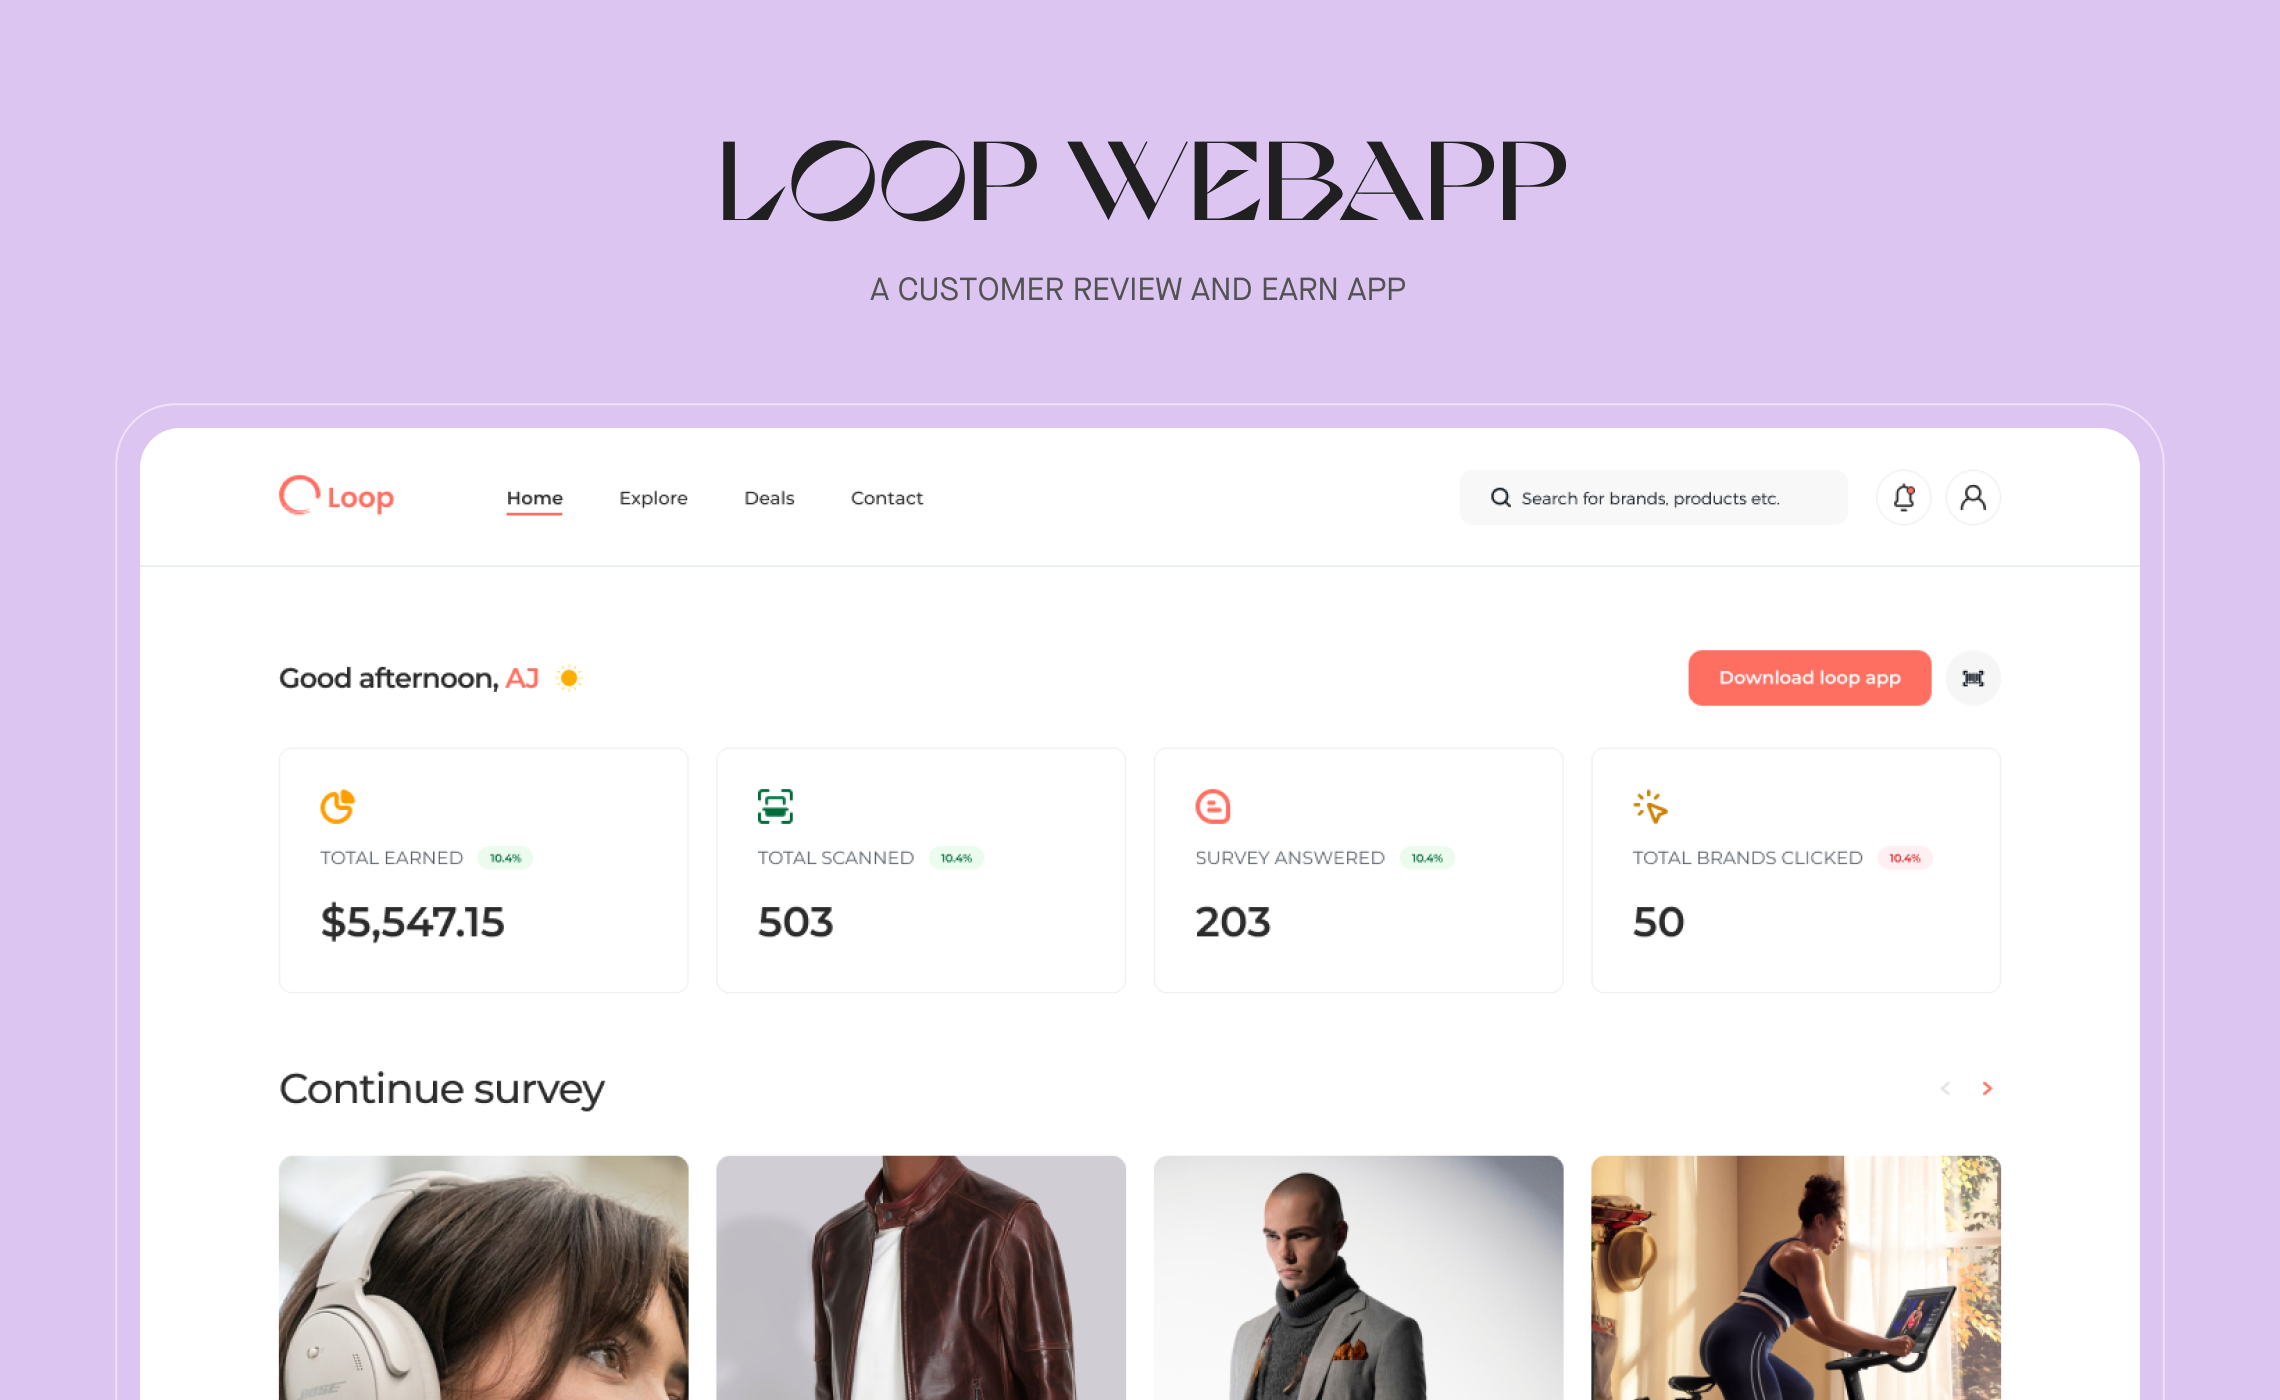 LOOP WEBAPP
A CUSTOMER REVIEW AND EARN APP
Loop
Home
Explore
Deals
Contact
Search for brands, products etc.
Good afternoon, AJ
Download loop app
TOTAL EARNED 10.4%
$5,547.15
TOTAL SCANNED 10.4%
503
SURVEY ANSWERED 10.4%
203
TOTAL BRANDS CLICKED 10.4%
50
Continue survey
BOSE